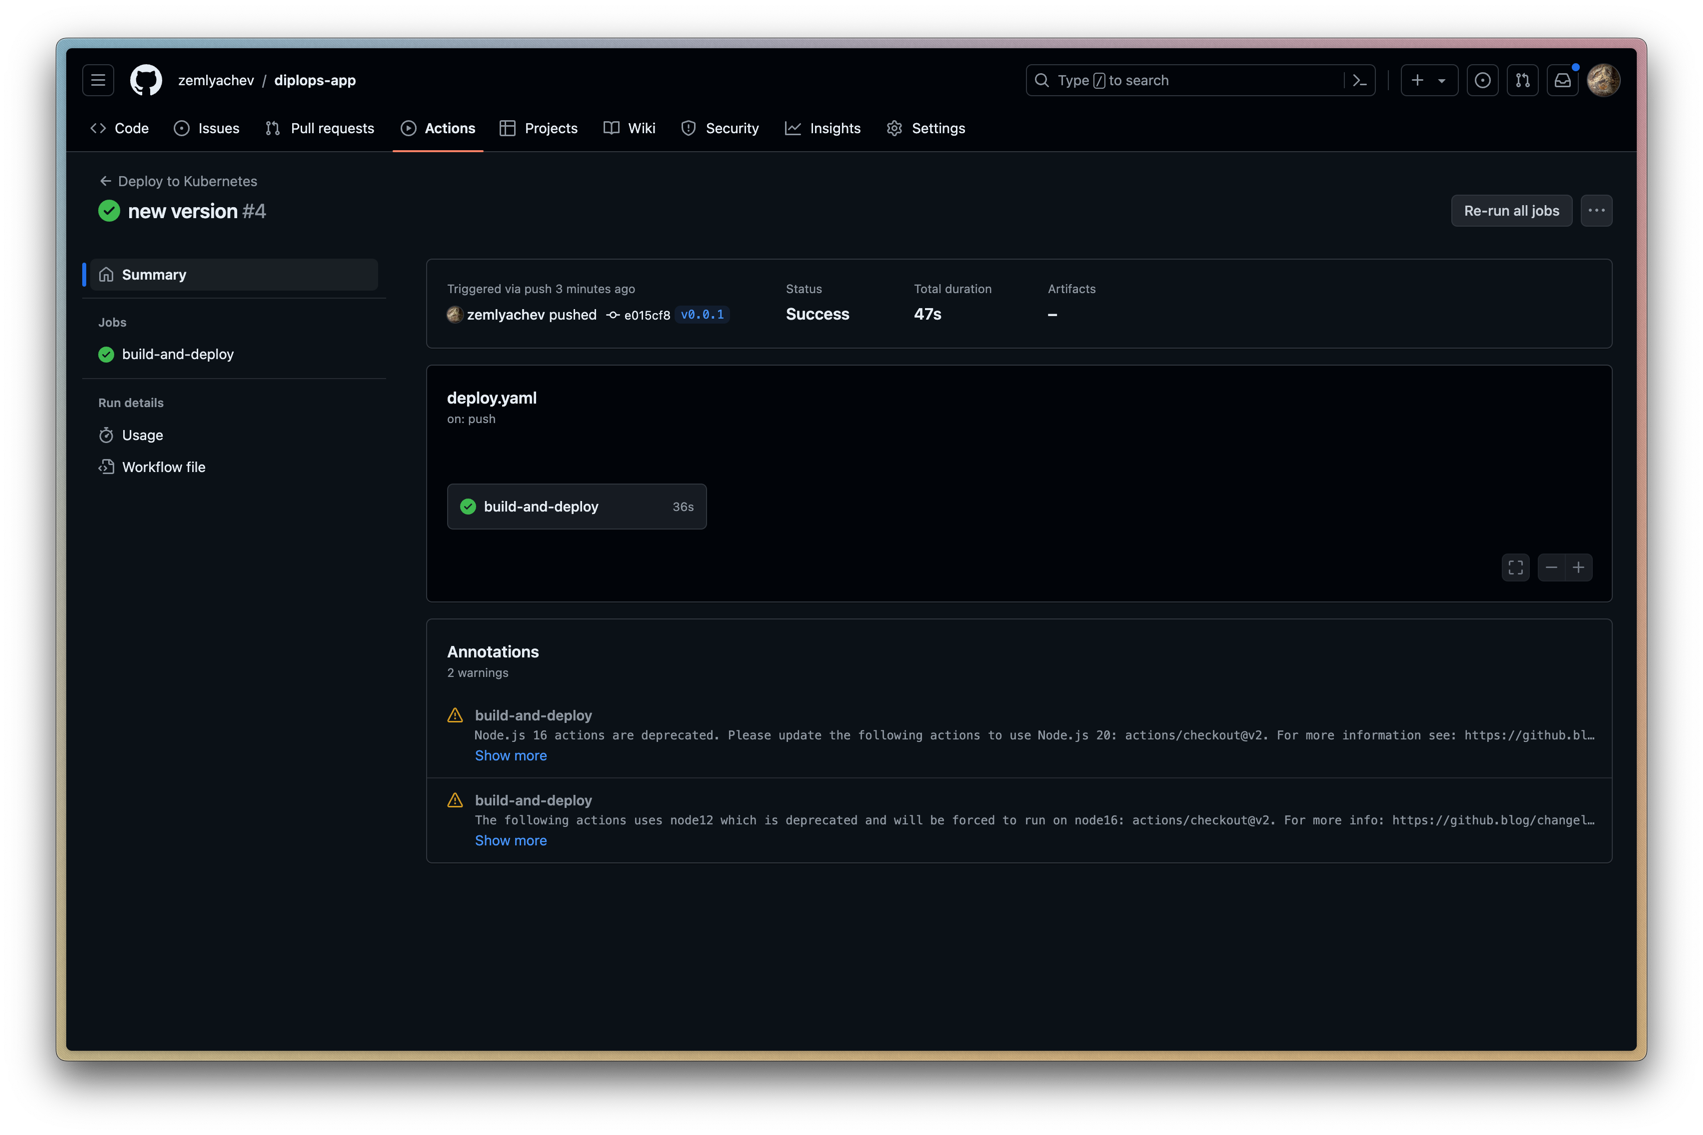 zemlyachev / diplops-app
Type / to search
Code
Issues
Pull requests
Actions
Projects
Wiki
Security
Insights
Settings
Deploy to Kubernetes
new version #4
Re-run all jobs
Summary
Jobs
build-and-deploy
Run details
Usage
Workflow file
Triggered via push 3 minutes ago
zemlyachev pushed e015cf8 v0.0.1
Status
Success
Total duration
47s
Artifacts
–
deploy.yaml
on: push
build-and-deploy 36s
Annotations
2 warnings
build-and-deploy
Node.js 16 actions are deprecated. Please update the following actions to use Node.js 20: actions/checkout@v2. For more information see: https://github.bl…
Show more
build-and-deploy
The following actions uses node12 which is deprecated and will be forced to run on node16: actions/checkout@v2. For more info: https://github.blog/changel…
Show more